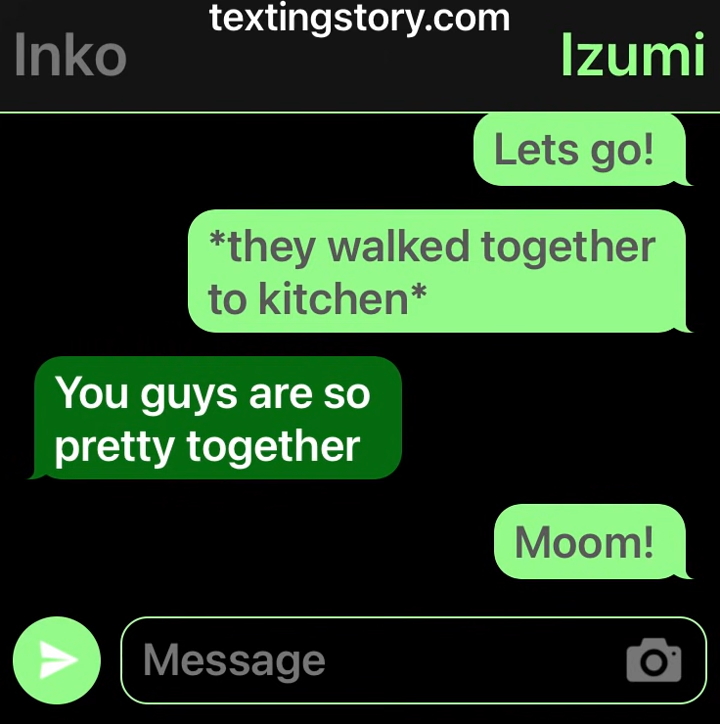 textingstory.com
Inko
Izumi
Lets go!
*they walked together
to kitchen*
You guys are so
pretty together
Moom!
Message